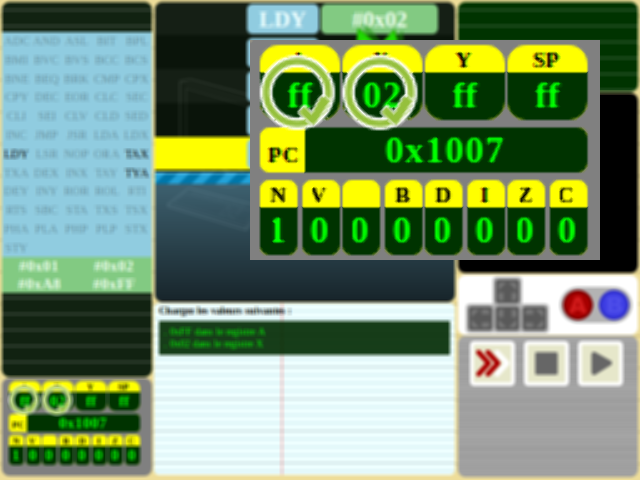 LDY #0x02
ADC AND ASL BIT BPL
BMI BVC BVS BCC BCS
BNE BEQ BRK CMP CPX
CPY DEC EOR CLC SEC
CLI SEI CLV CLD SED
INC JMP JSR LDA LDX
LDY LSR NOP ORA TAX
TXA DEX INX TAY TYA
DEY INY ROR ROL RTI
RTS SBC STA TXS TSX
PHA PLA PHP PLP STX
STY
#0x01 #0x02
#0xA0 #0xFF
Y SP
ff 02 ff ff
PC 0x1007
N V B D I Z C
1 0 0 0 0 0 0 0
Charger les valeurs suivantes :
0xFF dans le registre A
0x02 dans le registre X
Y SP
ff 02 ff ff
PC 0x1007
N V B D I Z C
1 0 0 0 0 0 0 0